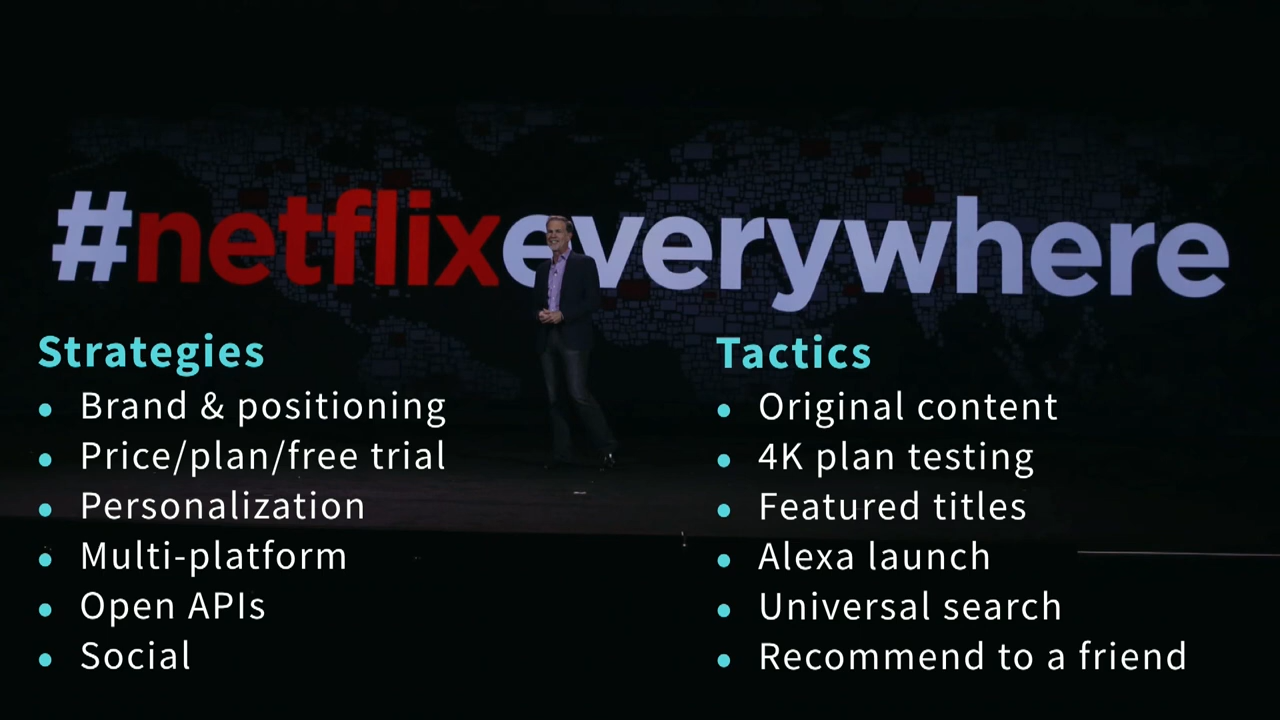 #netflixeverywhere
Strategies
Brand & positioning
Price/plan/free trial
Personalization
Multi-platform
Open APIs
Social
Tactics
Original content
4K plan testing
Featured titles
Alexa launch
Universal search
Recommend to a friend